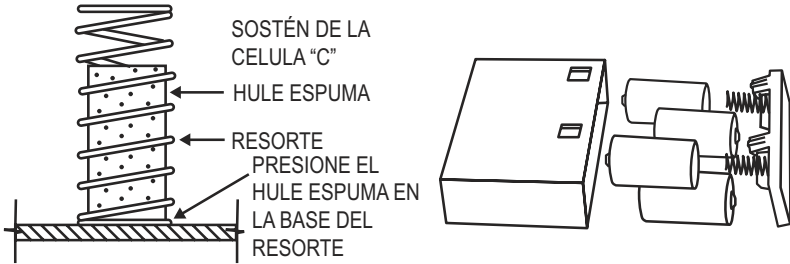 SOSTÉN DE LA
CELULA “C”
HULE ESPUMA
RESORTE
PRESIONE EL
HULE ESPUMA EN
LA BASE DEL
RESORTE